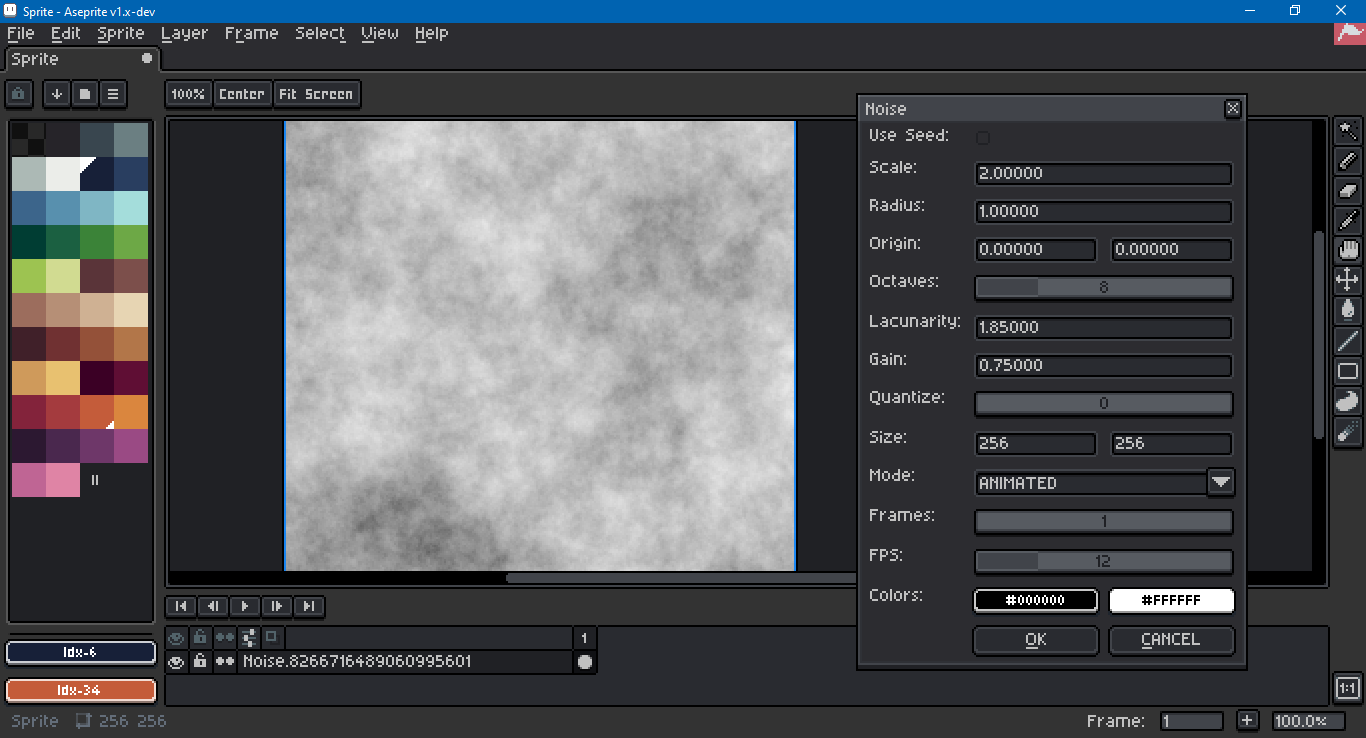 Sprite - Aseprite v1.x-dev
File Edit Sprite Layer Frame Select View Help
Sprite
100% Center Fit Screen
Noise
Use Seed:
Scale: 2.00000
Radius: 1.00000
Origin: 0.00000 0.00000
Octaves: 8
Lacunarity: 1.85000
Gain: 0.75000
Quantize: 0
Size: 256 256
Mode: ANIMATED
Frames: 1
FPS: 12
Colors: #000000 #FFFFFF
OK CANCEL
1
Noise.8266716489060995601
Idx-6
Idx-34
1:1
Sprite 256 256
Frame: 1 + 100.0%